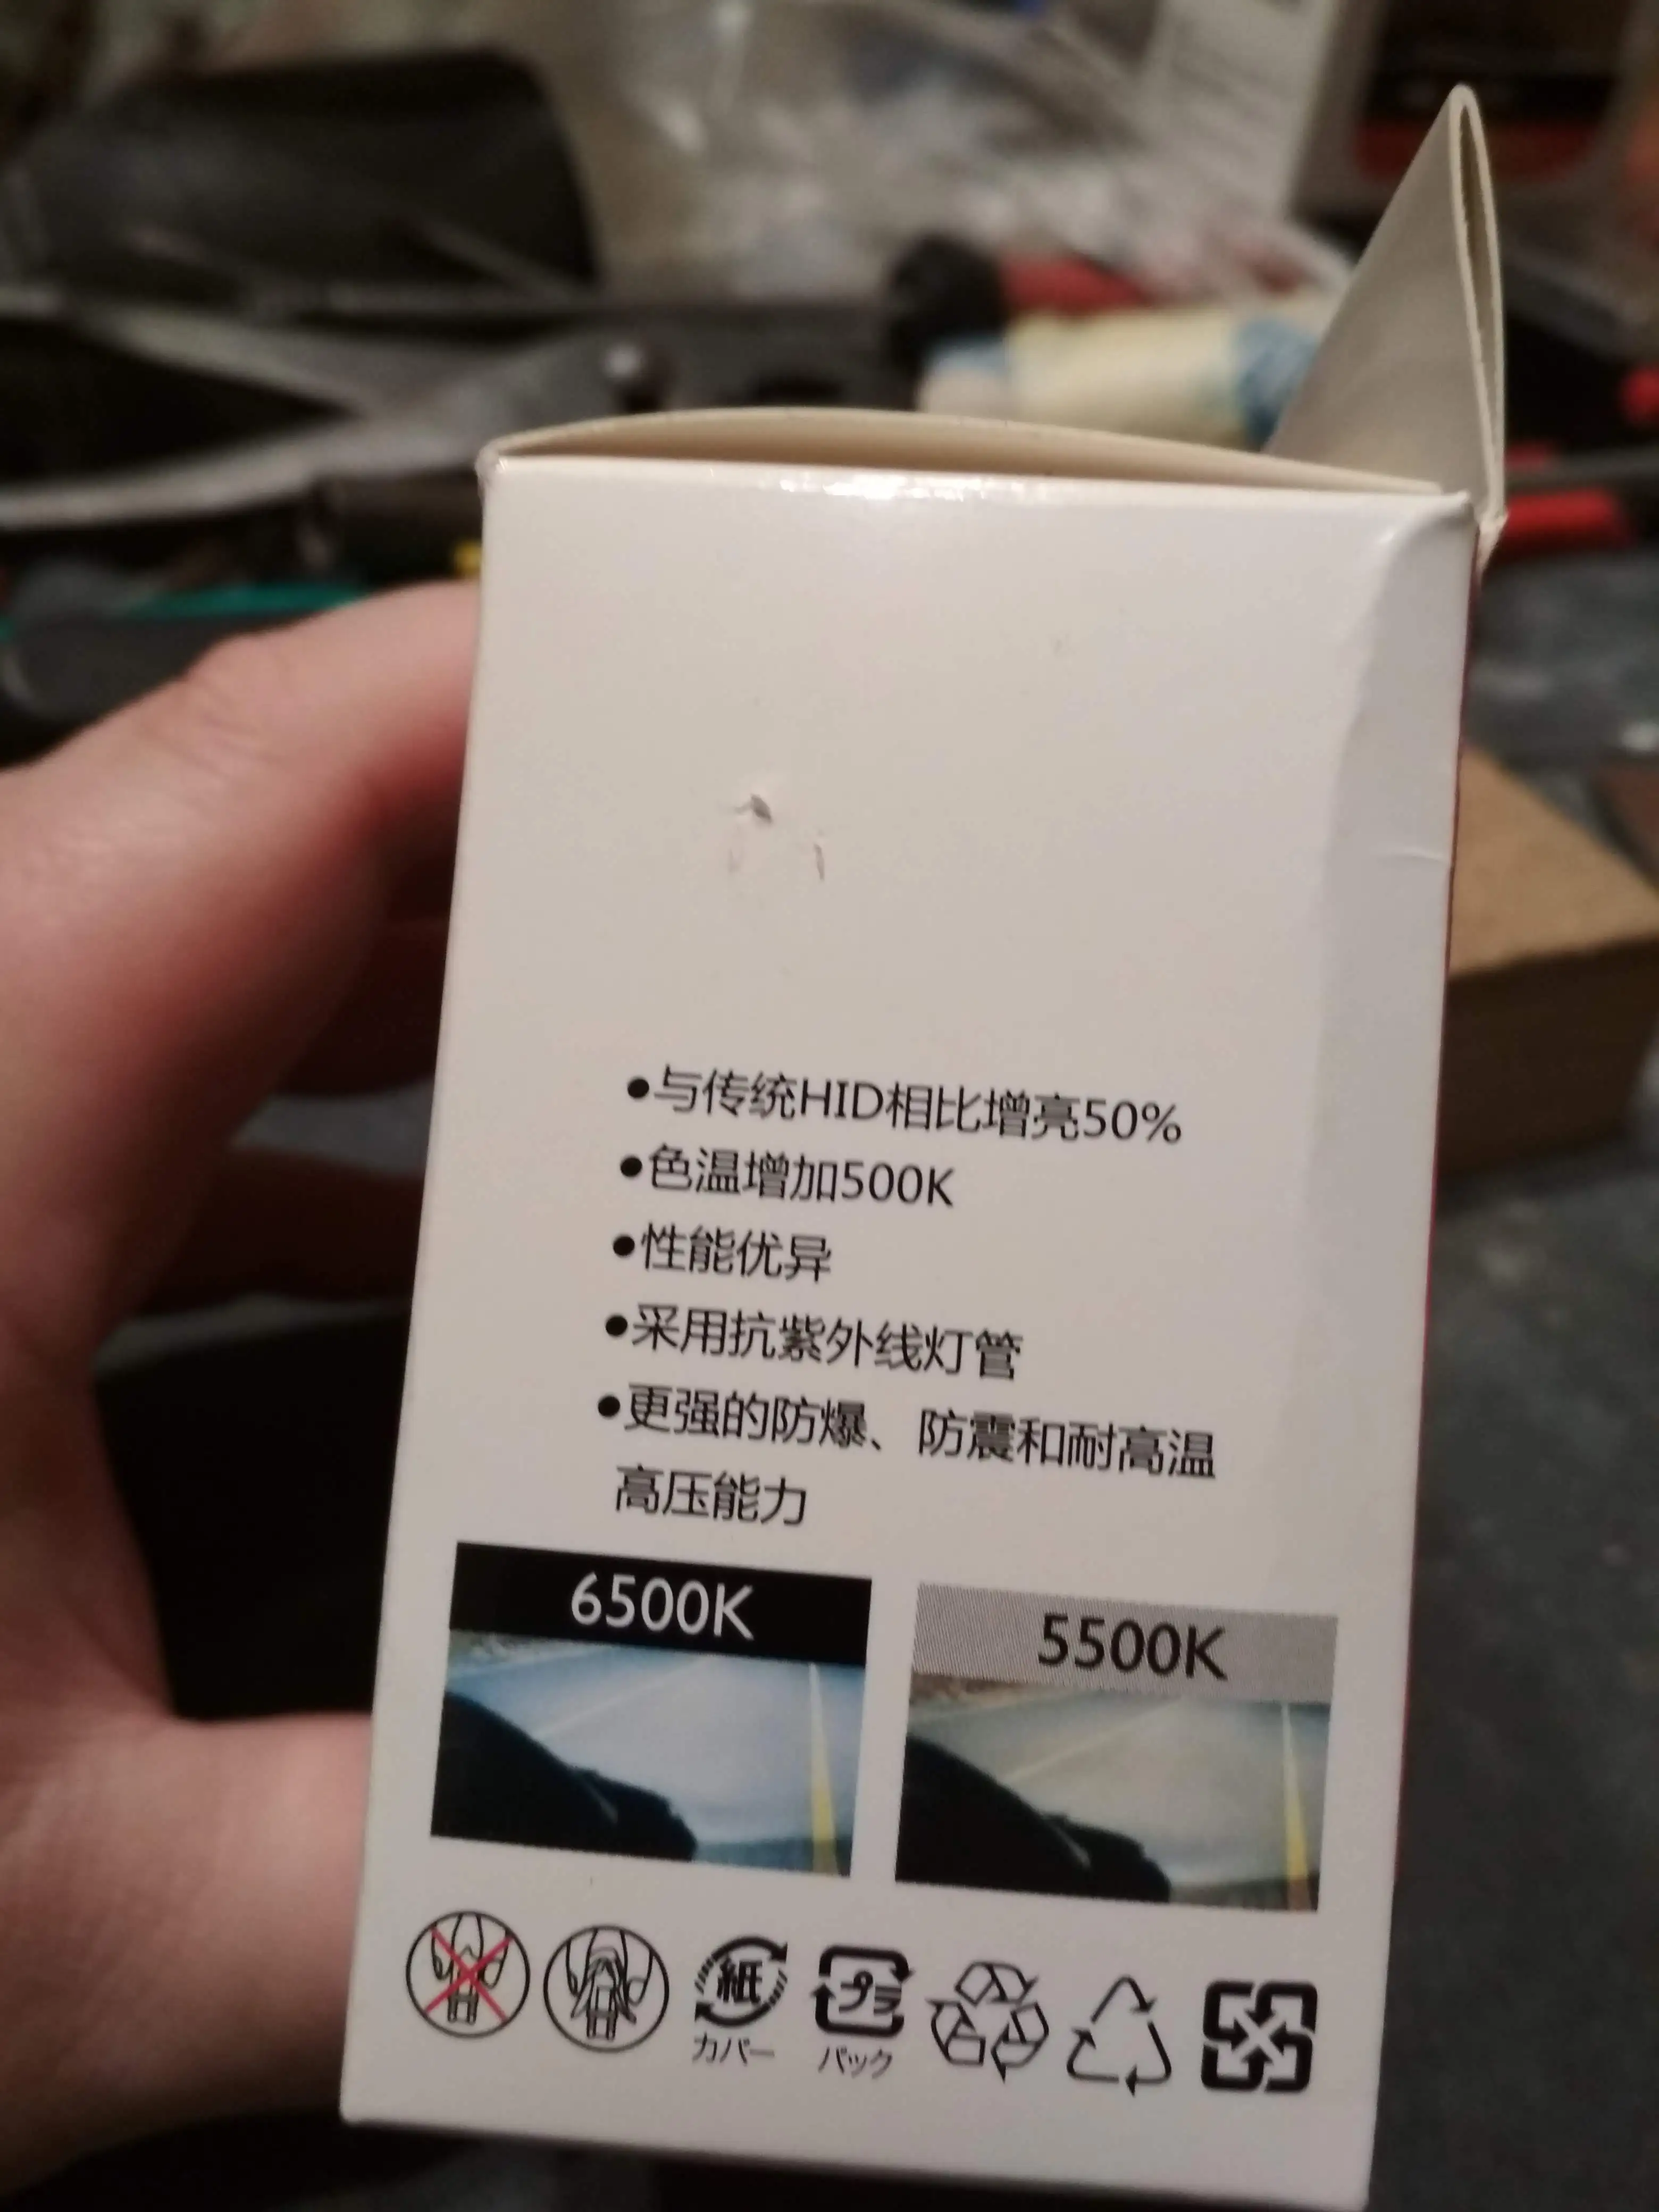 ●与传统HID相比增亮50%
●色温增加500K
●性能优异
●采用抗紫外线灯管
●更强的防爆、防震和耐高温
高压能力
6500K
5500K
紙
プラ
カバー
パック